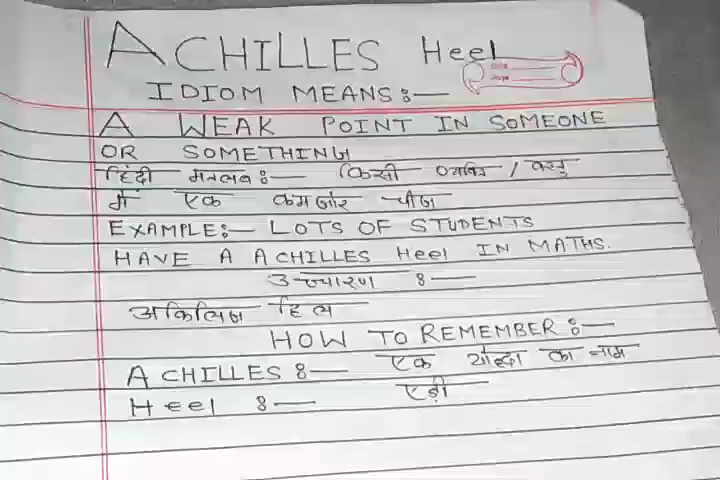 ACHILLES Heel
IDIOM MEANS:—
A WEAK POINT IN SOMEONE
OR SOMETHING
हिंदी मतलब:— किसी व्यक्ति / वस्तु
में एक कमजोर चीज
EXAMPLE:— LOTS OF STUDENTS
HAVE A ACHILLES Heel IN MATHS.
उच्चारण :—
अकिलिज हिल
HOW TO REMEMBER :—
ACHILLES :— एक योद्धा का नाम
Heel :— एड़ी